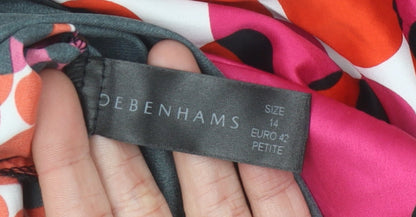 DEBENHAMS
SIZE
14
EURO 42
PETITE